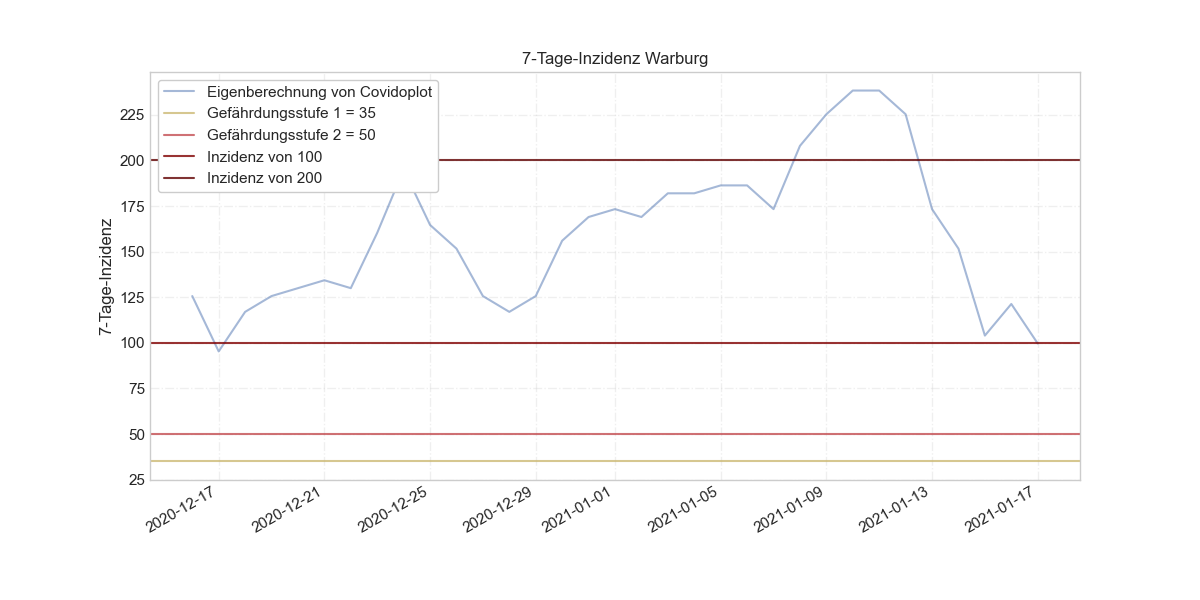 7-Tage-Inzidenz Warburg
Eigenberechnung von Covidoplot
Gefährdungsstufe 1 = 35
Gefährdungsstufe 2 = 50
Inzidenz von 100
Inzidenz von 200
7-Tage-Inzidenz
225
200
175
150
125
100
75
50
25
2020-12-17
2020-12-21
2020-12-25
2020-12-29
2021-01-01
2021-01-05
2021-01-09
2021-01-13
2021-01-17